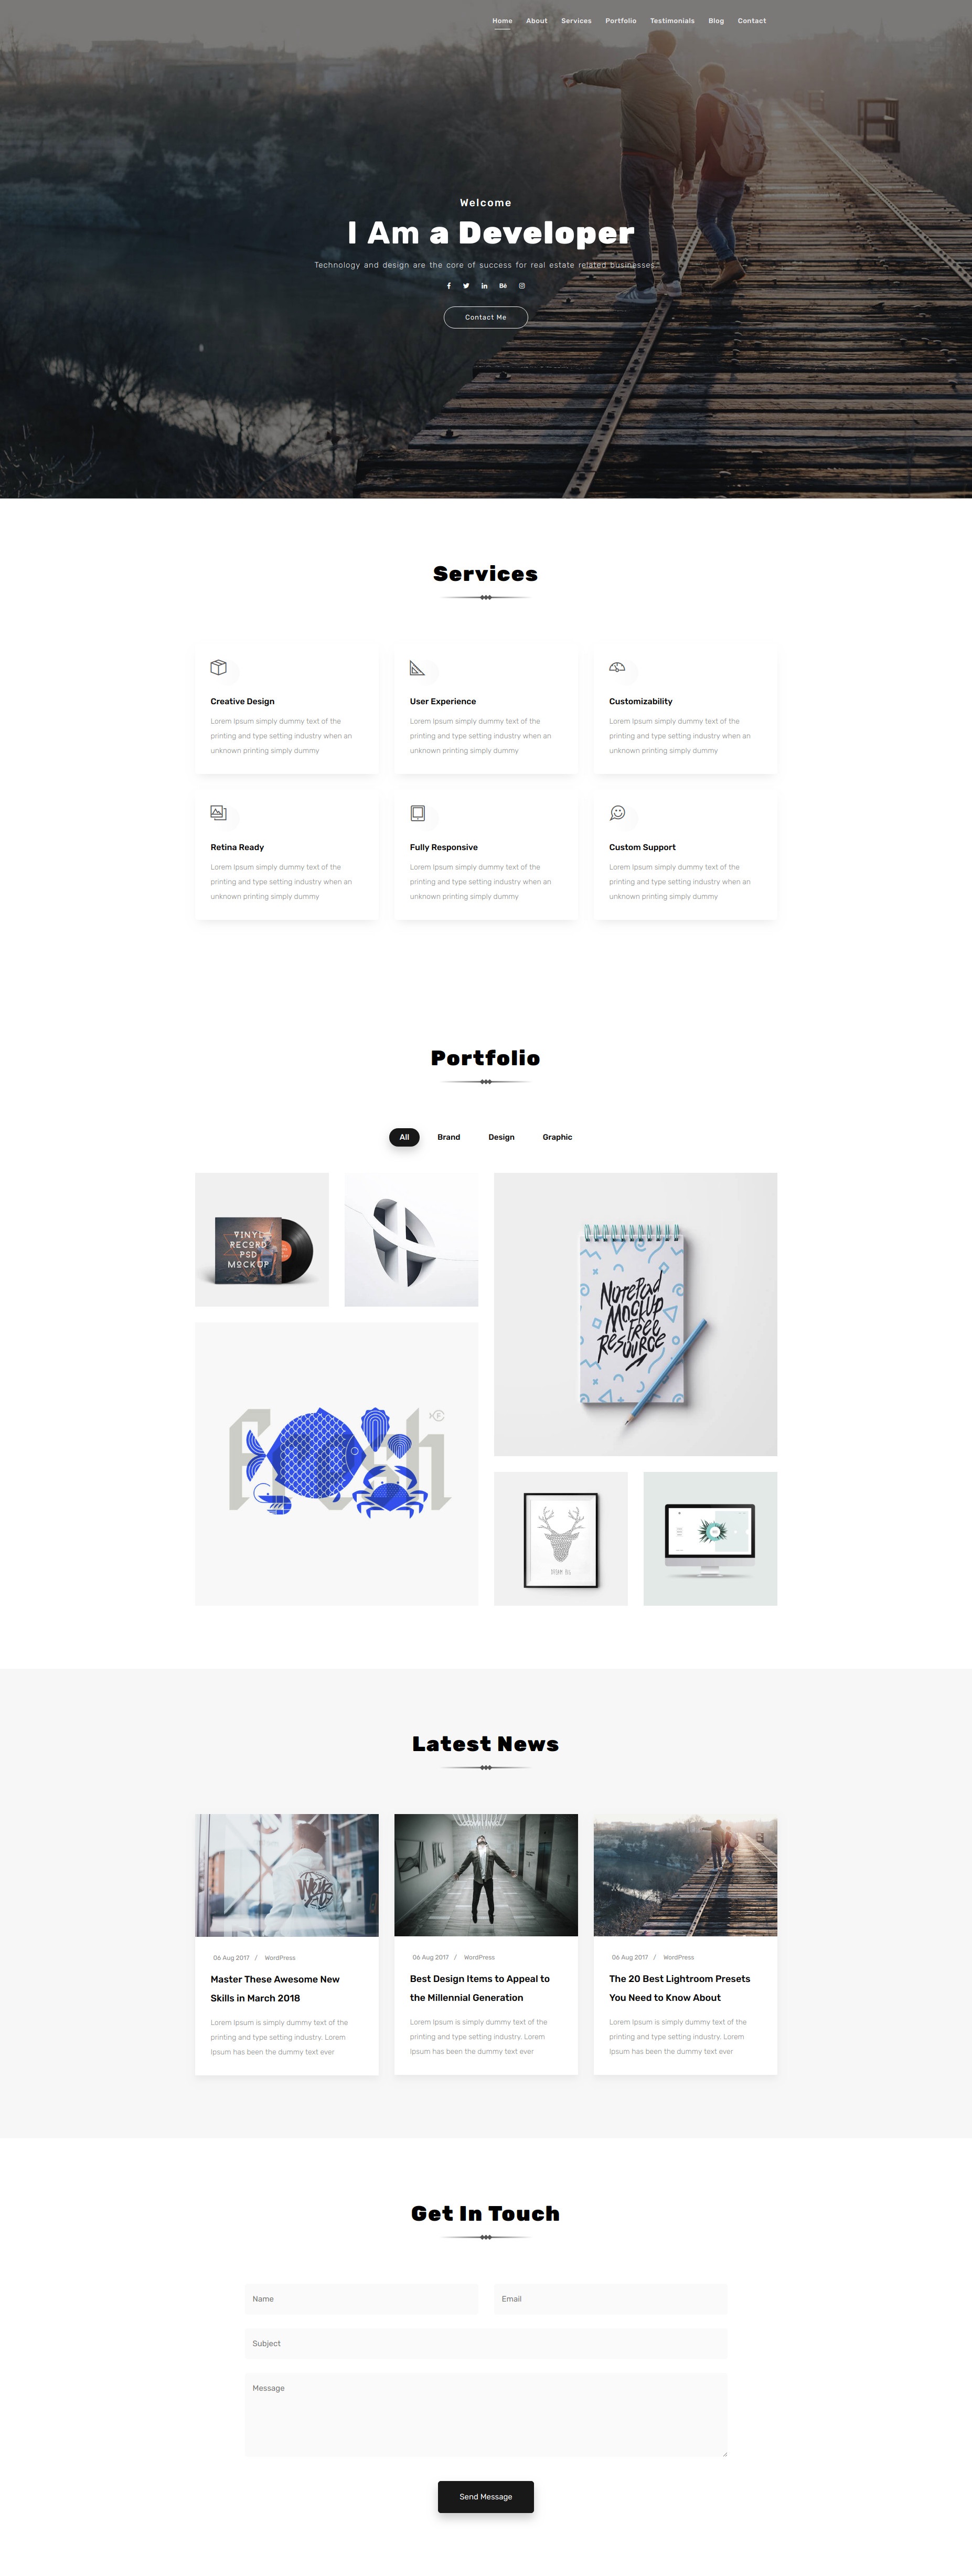 Home About Services Portfolio Testimonials Blog Contact
Welcome
I Am a Developer
Technology and design are the core of success for real estate related businesses.
Bē
Contact Me
Services
Creative Design
Lorem Ipsum simply dummy text of the
printing and type setting industry when an
unknown printing simply dummy
User Experience
Lorem Ipsum simply dummy text of the
printing and type setting industry when an
unknown printing simply dummy
Customizability
Lorem Ipsum simply dummy text of the
printing and type setting industry when an
unknown printing simply dummy
Retina Ready
Lorem Ipsum simply dummy text of the
printing and type setting industry when an
unknown printing simply dummy
Fully Responsive
Lorem Ipsum simply dummy text of the
printing and type setting industry when an
unknown printing simply dummy
Custom Support
Lorem Ipsum simply dummy text of the
printing and type setting industry when an
unknown printing simply dummy
Portfolio
All Brand Design Graphic
VINYL
RECORD
PSD
MOCKUP
NOTEPAD
MOCKUP
FREE
RESOURCE
Fresh
Latest News
06 Aug 2017 / WordPress
Master These Awesome New
Skills in March 2018
Lorem Ipsum is simply dummy text of the
printing and type setting industry. Lorem
Ipsum has been the dummy text ever
06 Aug 2017 / WordPress
Best Design Items to Appeal to
the Millennial Generation
Lorem Ipsum is simply dummy text of the
printing and type setting industry. Lorem
Ipsum has been the dummy text ever
06 Aug 2017 / WordPress
The 20 Best Lightroom Presets
You Need to Know About
Lorem Ipsum is simply dummy text of the
printing and type setting industry. Lorem
Ipsum has been the dummy text ever
Get In Touch
Name
Email
Subject
Message
Send Message